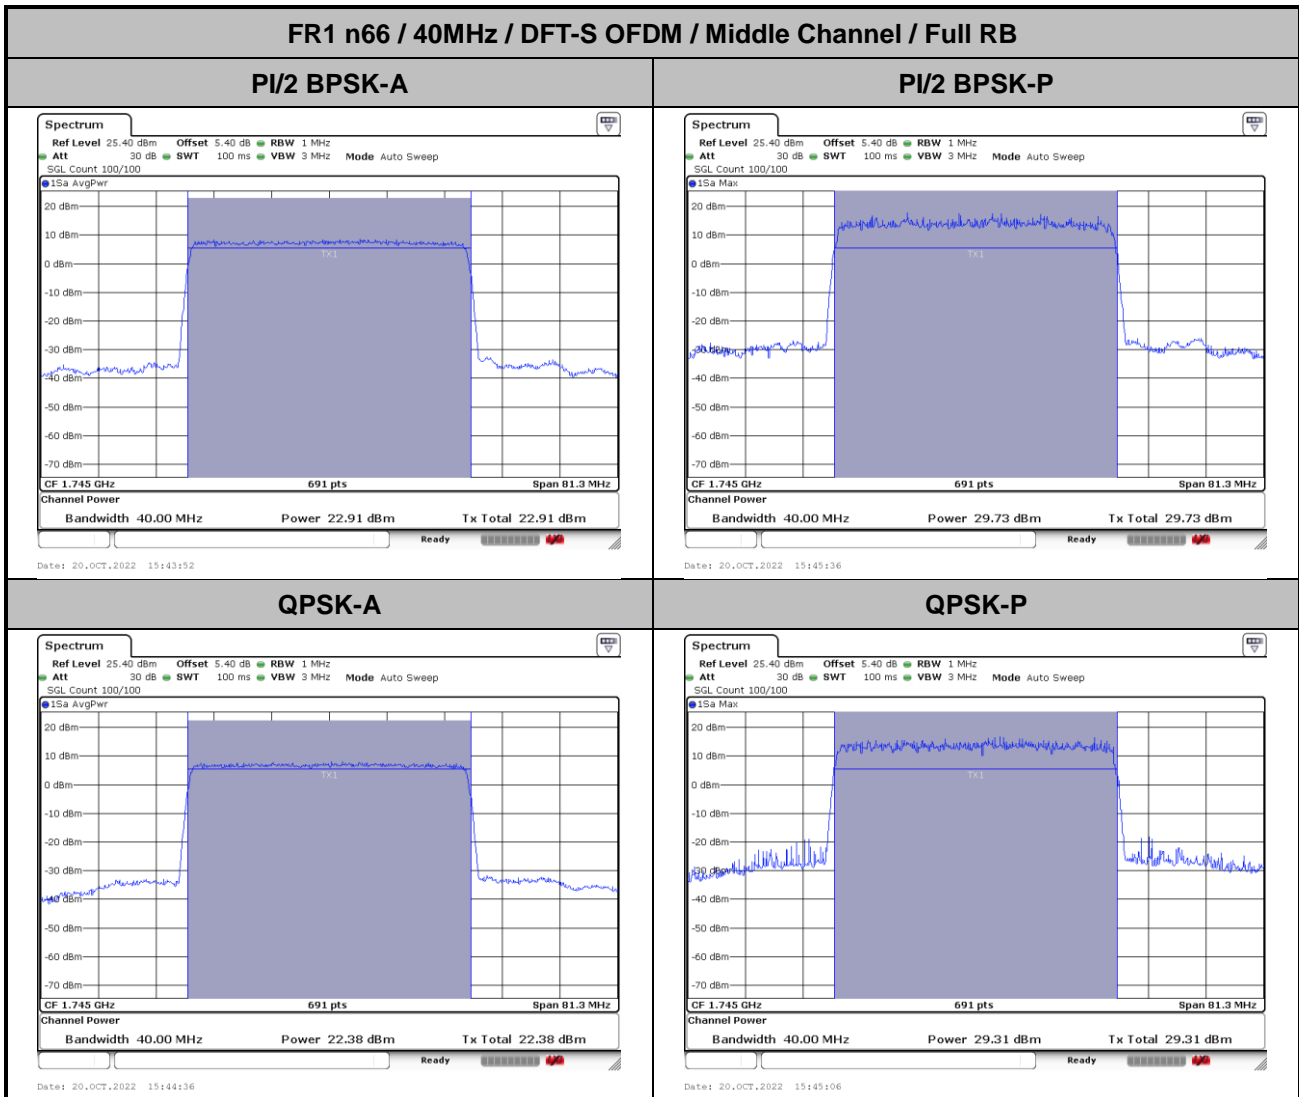 FR1 n66 / 40MHz / DFT-S OFDM / Middle Channel / Full RB
PI/2 BPSK-A
PI/2 BPSK-P
Spectrum
Ref Level 25.40 dBm Offset 5.40 dB RBW 1 MHz
Att 30 dB SWT 100 ms VBW 3 MHz Mode Auto Sweep
SGL Count 100/100
1Sa AvgPwr
20 dBm
10 dBm
TX1
0 dBm
-10 dBm
-20 dBm
-30 dBm
-40 dBm
-50 dBm
-60 dBm
-70 dBm
CF 1.745 GHz 691 pts Span 81.3 MHz
Channel Power
Bandwidth 40.00 MHz Power 22.91 dBm Tx Total 22.91 dBm
Ready
Date: 20.OCT.2022 15:43:52
Spectrum
Ref Level 25.40 dBm Offset 5.40 dB RBW 1 MHz
Att 30 dB SWT 100 ms VBW 3 MHz Mode Auto Sweep
SGL Count 100/100
1Sa Max
20 dBm
10 dBm
TX1
0 dBm
-10 dBm
-20 dBm
-30 dBm
-40 dBm
-50 dBm
-60 dBm
-70 dBm
CF 1.745 GHz 691 pts Span 81.3 MHz
Channel Power
Bandwidth 40.00 MHz Power 29.73 dBm Tx Total 29.73 dBm
Ready
Date: 20.OCT.2022 15:45:36
QPSK-A
QPSK-P
Spectrum
Ref Level 25.40 dBm Offset 5.40 dB RBW 1 MHz
Att 30 dB SWT 100 ms VBW 3 MHz Mode Auto Sweep
SGL Count 100/100
1Sa AvgPwr
20 dBm
10 dBm
TX1
0 dBm
-10 dBm
-20 dBm
-30 dBm
-40 dBm
-50 dBm
-60 dBm
-70 dBm
CF 1.745 GHz 691 pts Span 81.3 MHz
Channel Power
Bandwidth 40.00 MHz Power 22.38 dBm Tx Total 22.38 dBm
Ready
Date: 20.OCT.2022 15:44:36
Spectrum
Ref Level 25.40 dBm Offset 5.40 dB RBW 1 MHz
Att 30 dB SWT 100 ms VBW 3 MHz Mode Auto Sweep
SGL Count 100/100
1Sa Max
20 dBm
10 dBm
TX1
0 dBm
-10 dBm
-20 dBm
-30 dBm
-40 dBm
-50 dBm
-60 dBm
-70 dBm
CF 1.745 GHz 691 pts Span 81.3 MHz
Channel Power
Bandwidth 40.00 MHz Power 29.31 dBm Tx Total 29.31 dBm
Ready
Date: 20.OCT.2022 15:45:06